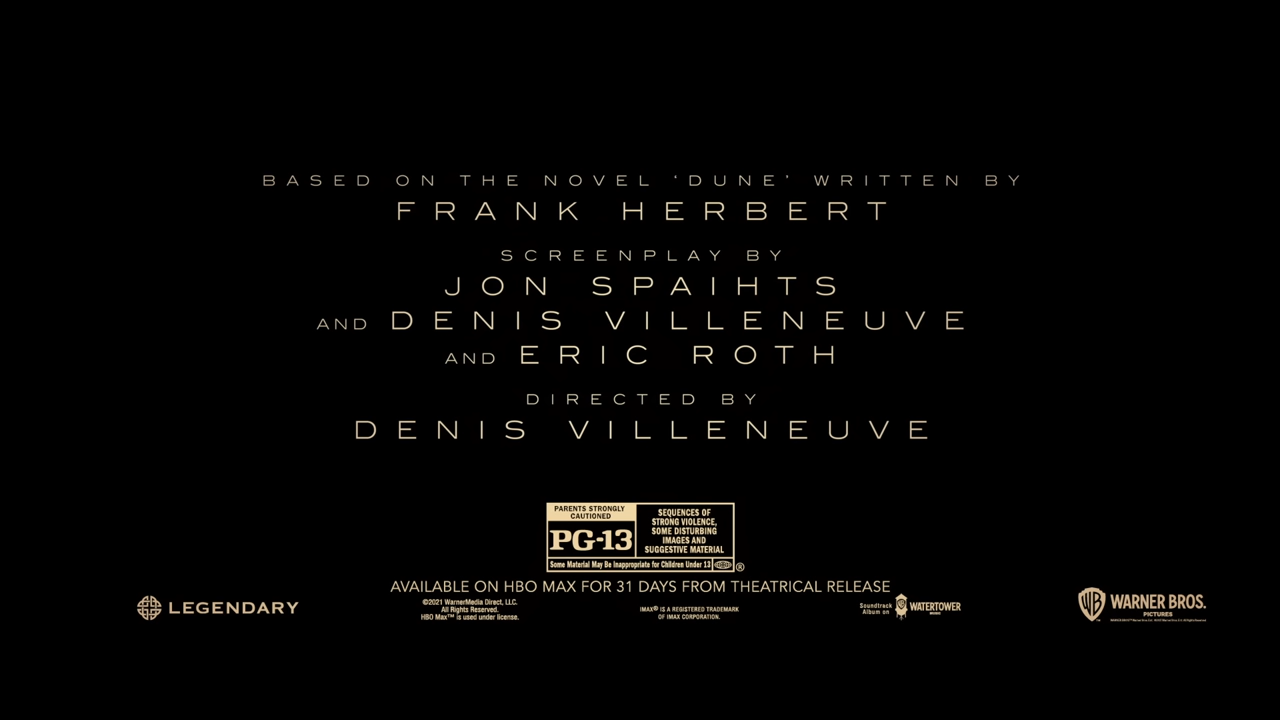 BASED ON THE NOVEL ‘DUNE’ WRITTEN BY
FRANK HERBERT
SCREENPLAY BY
JON SPAIHTS
AND DENIS VILLENEUVE
AND ERIC ROTH
DIRECTED BY
DENIS VILLENEUVE
PARENTS STRONGLY
CAUTIONED
PG-13
SEQUENCES OF
STRONG VIOLENCE,
SOME DISTURBING
IMAGES AND
SUGGESTIVE MATERIAL
Some Material May Be Inappropriate for Children Under 13
®
AVAILABLE ON HBO MAX FOR 31 DAYS FROM THEATRICAL RELEASE
LEGENDARY
©2021 WarnerMedia Direct, LLC.
All Rights Reserved.
HBO Max™ is used under license.
IMAX® IS A REGISTERED TRADEMARK
OF IMAX CORPORATION.
Soundtrack
Album on
WATERTOWER
MUSIC
WB
WARNER BROS.
PICTURES